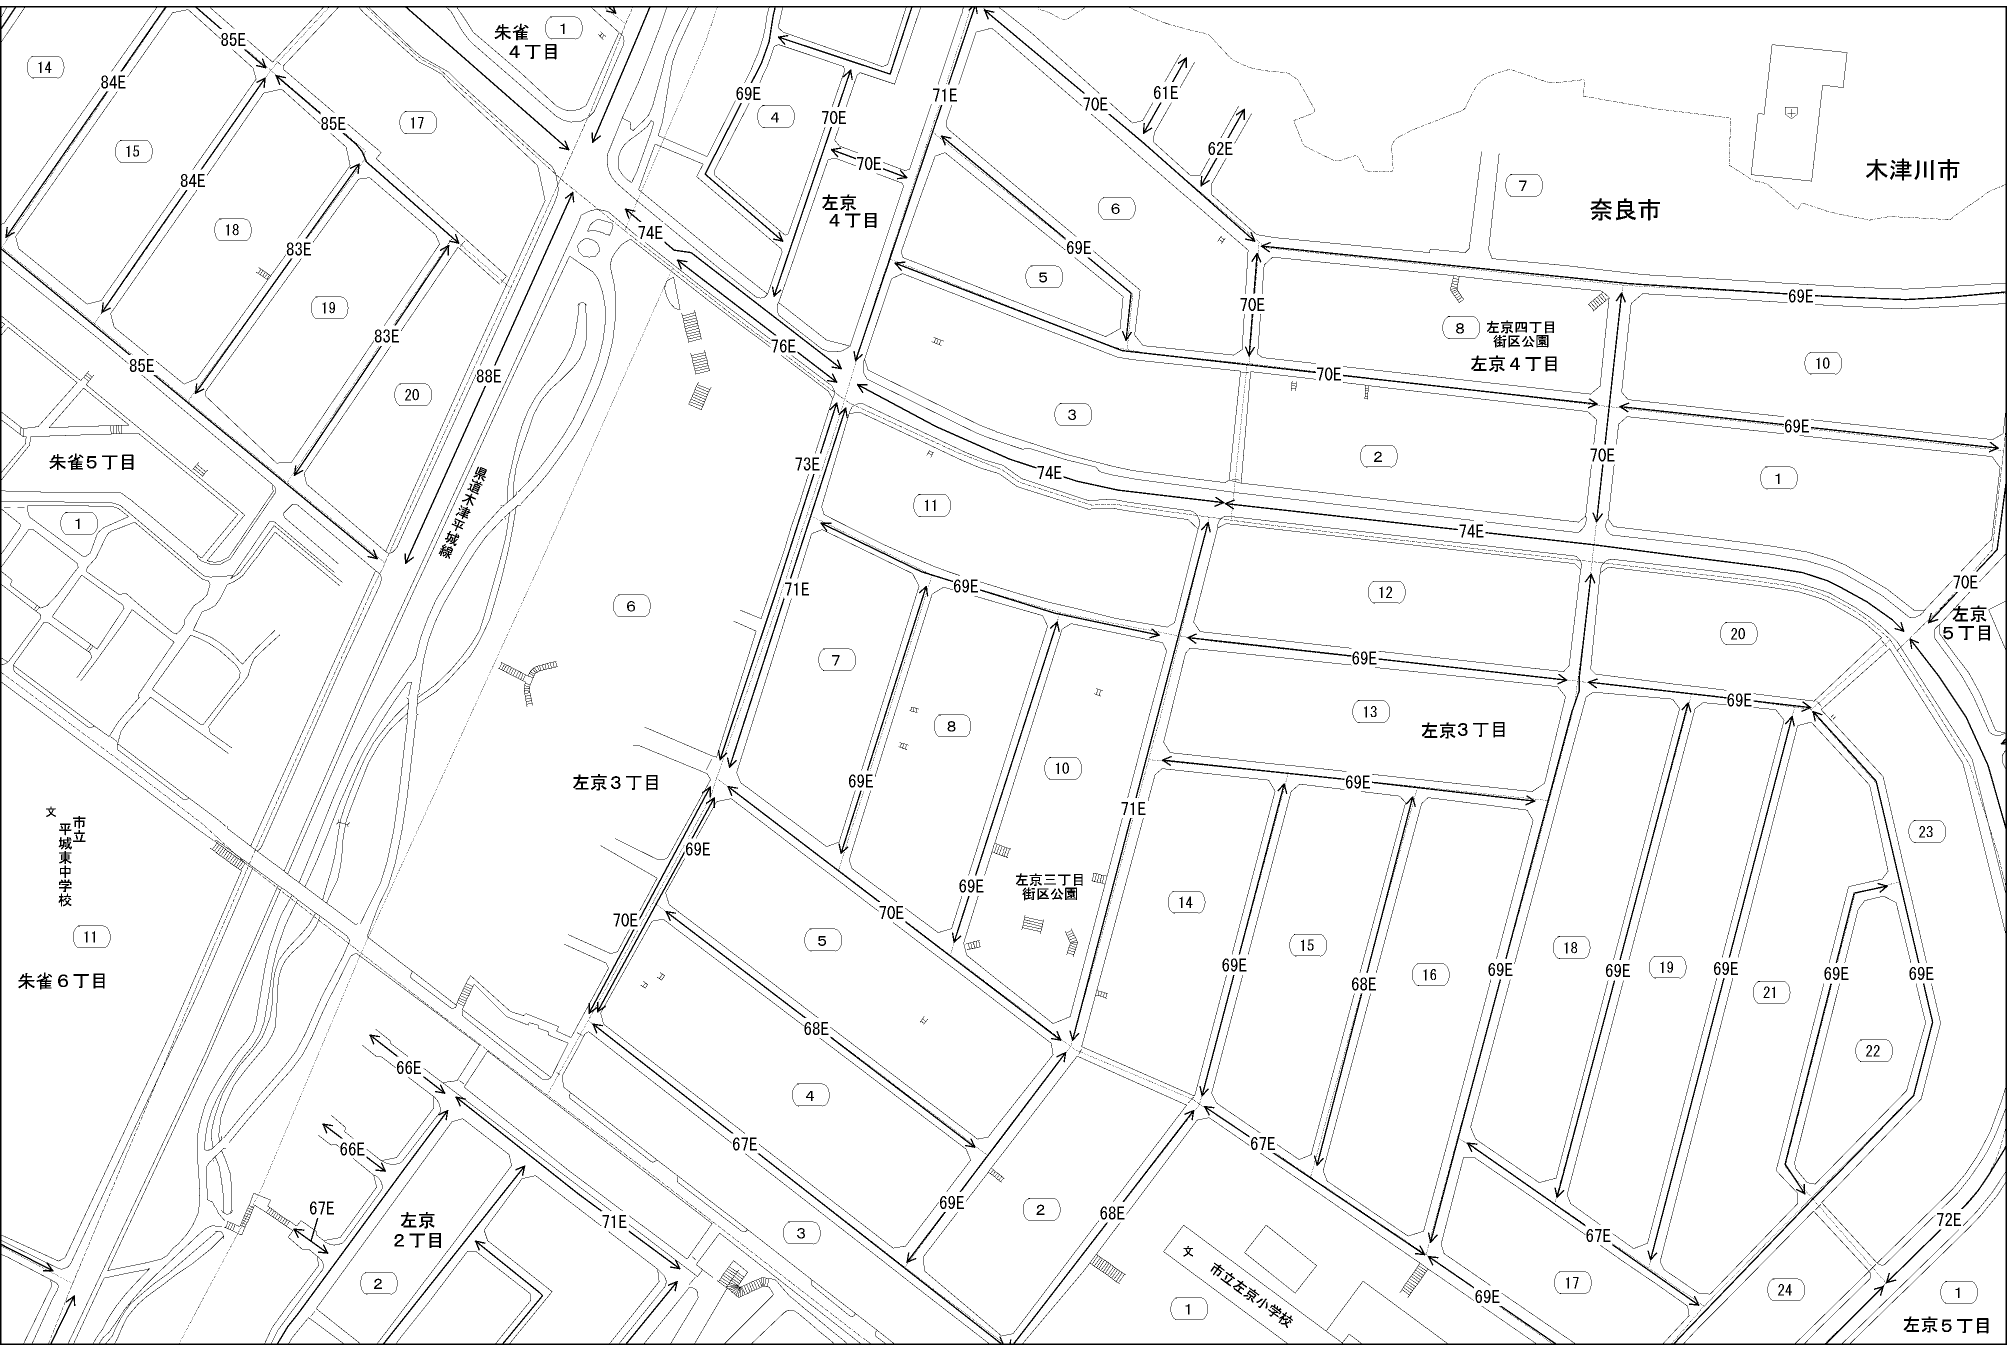 朱雀
４丁目
1
85E
14
84E
17
85E
15
84E
69E
4
70E
71E
70E
61E
62E
70E
7
木津川市
奈良市
18
83E
左京
４丁目
6
74E
69E
5
70E
69E
8
左京四丁目
街区公園
左京４丁目
10
19
83E
76E
85E
88E
20
70E
3
69E
朱雀５丁目
県道木津平城線
73E
74E
2
70E
1
1
11
74E
71E
69E
70E
6
12
左京
５丁目
20
7
69E
13
左京３丁目
69E
8
10
左京３丁目
69E
69E
71E
文
市立
平城東中学校
69E
23
左京三丁目
街区公園
69E
70E
14
70E
5
15
11
朱雀６丁目
69E
68E
16
69E
18
69E
19
69E
21
69E
69E
68E
22
66E
4
66E
67E
67E
67E
左京
２丁目
71E
69E
68E
2
3
72E
67E
文
市立左京小学校
2
1
69E
17
24
1
左京５丁目